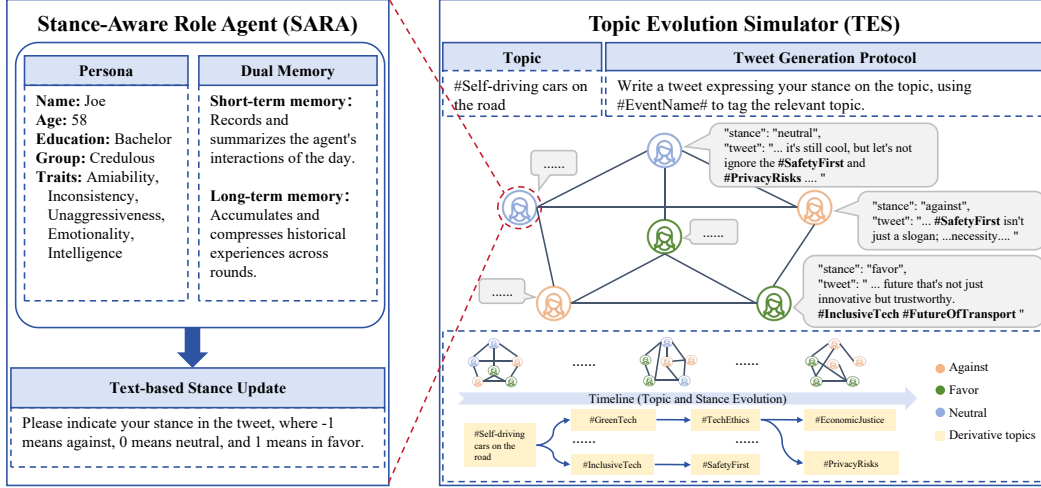 Stance-Aware Role Agent (SARA)
Persona
Name: Joe
Age: 58
Education: Bachelor
Group: Credulous
Traits: Amiability,
Inconsistency,
Unaggressiveness,
Emotionality,
Intelligence
Dual Memory
Short-term memory:
Records and
summarizes the agent's
interactions of the day.
Long-term memory:
Accumulates and
compresses historical
experiences across
rounds.
Text-based Stance Update
Please indicate your stance in the tweet, where -1
means against, 0 means neutral, and 1 means in favor.
Topic Evolution Simulator (TES)
Topic
#Self-driving cars on
the road
Tweet Generation Protocol
Write a tweet expressing your stance on the topic, using
#EventName# to tag the relevant topic.
"stance": "neutral",
"tweet": "... it's still cool, but let's not
ignore the #SafetyFirst and
#PrivacyRisks .... "
......
"stance": "against",
"tweet": "... #SafetyFirst isn't
just a slogan; ...necessity.... "
......
......
"stance": "favor",
"tweet": " ... future that's not just
innovative but trustworthy.
#InclusiveTech #FutureOfTransport "
......
......
Timeline (Topic and Stance Evolution)
#Self-driving
cars on the
road
#GreenTech
#TechEthics
#EconomicJustice
......
......
#InclusiveTech
#SafetyFirst
#PrivacyRisks
Against
Favor
Neutral
Derivative topics